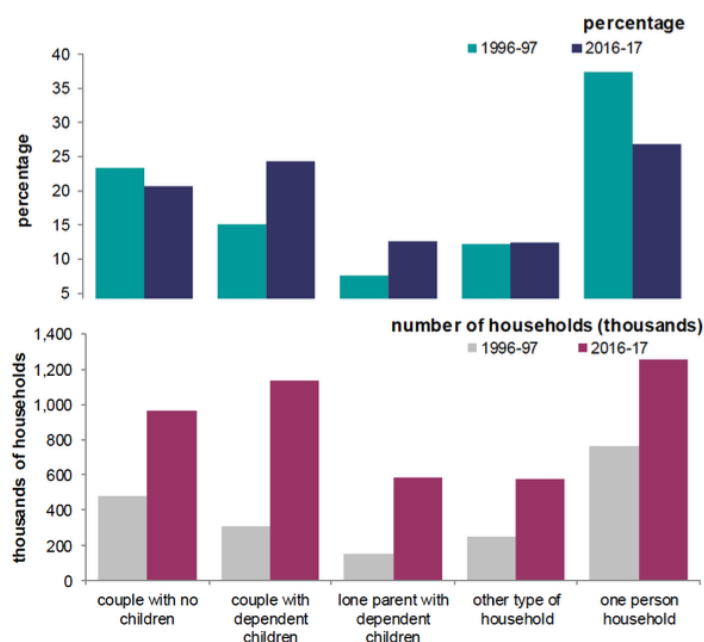 percentage
1996-97 2016-17
40
35
30
25
20
15
10
5
percentage
number of households (thousands)
1996-97 2016-17
1,400
1,200
1,000
800
600
400
200
0
thousands of households
couple with no
children
couple with
dependent
children
lone parent with
dependent
children
other type of
household
one person
household